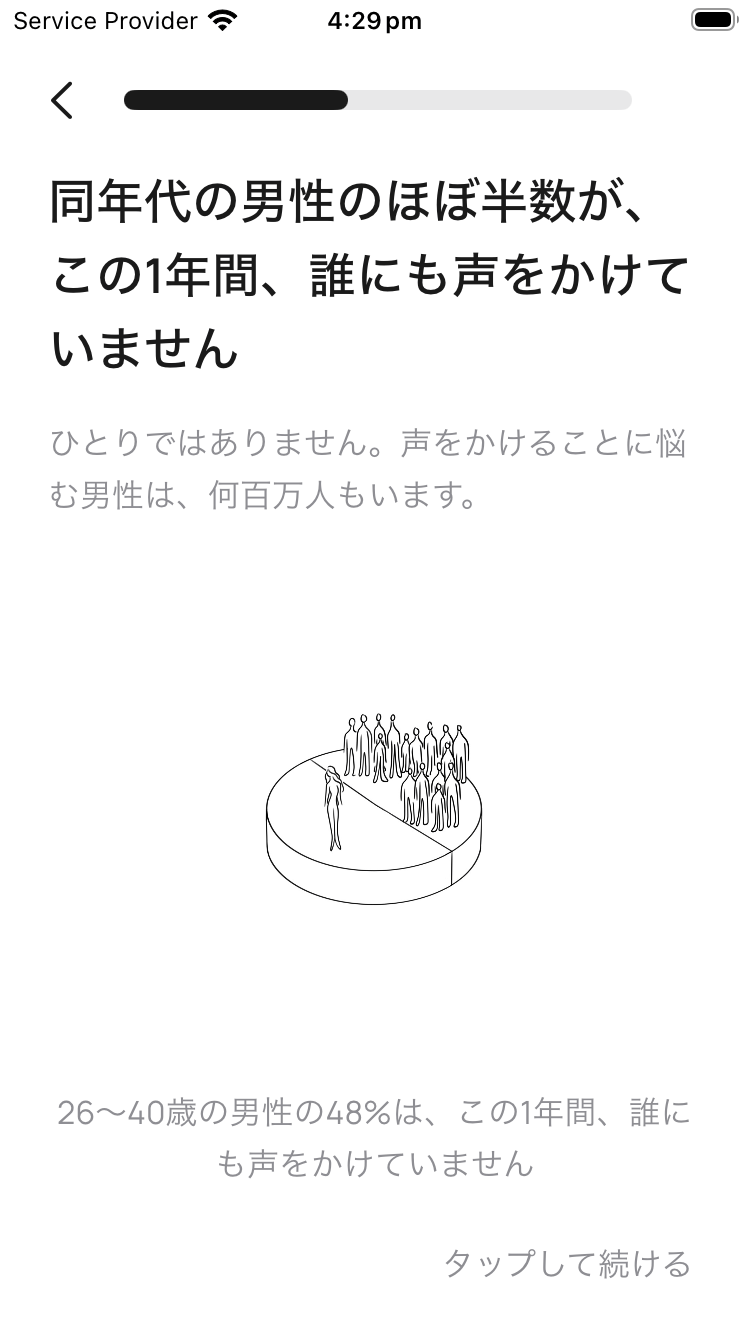 Service Provider 4:29 pm
同年代の男性のほぼ半数が、
この1年間、誰にも声をかけて
いません
ひとりではありません。声をかけることに悩
む男性は、何百万人もいます。
26〜40歳の男性の48%は、この1年間、誰に
も声をかけていません
タップして続ける